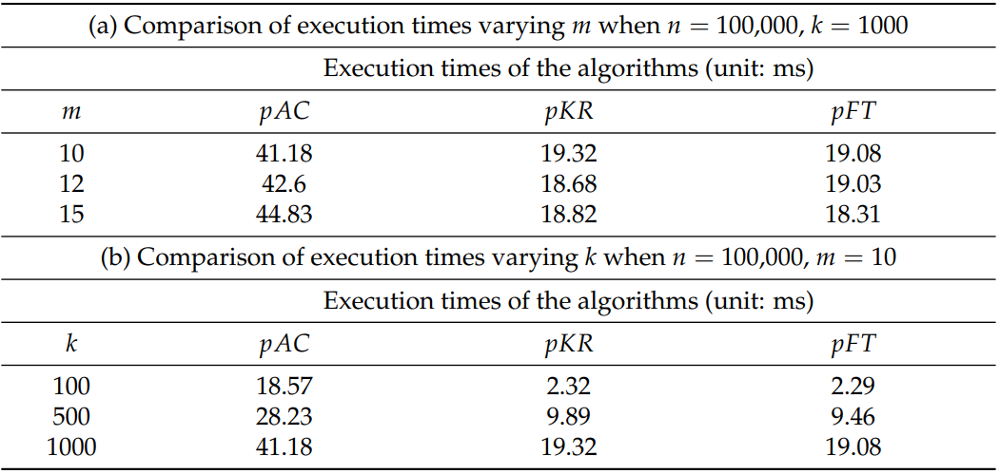 (a) Comparison of execution times varying m when n = 100,000, k = 1000
Execution times of the algorithms (unit: ms)
m pAC pKR pFT
10 41.18 19.32 19.08
12 42.6 18.68 19.03
15 44.83 18.82 18.31
(b) Comparison of execution times varying k when n = 100,000, m = 10
Execution times of the algorithms (unit: ms)
k pAC pKR pFT
100 18.57 2.32 2.29
500 28.23 9.89 9.46
1000 41.18 19.32 19.08